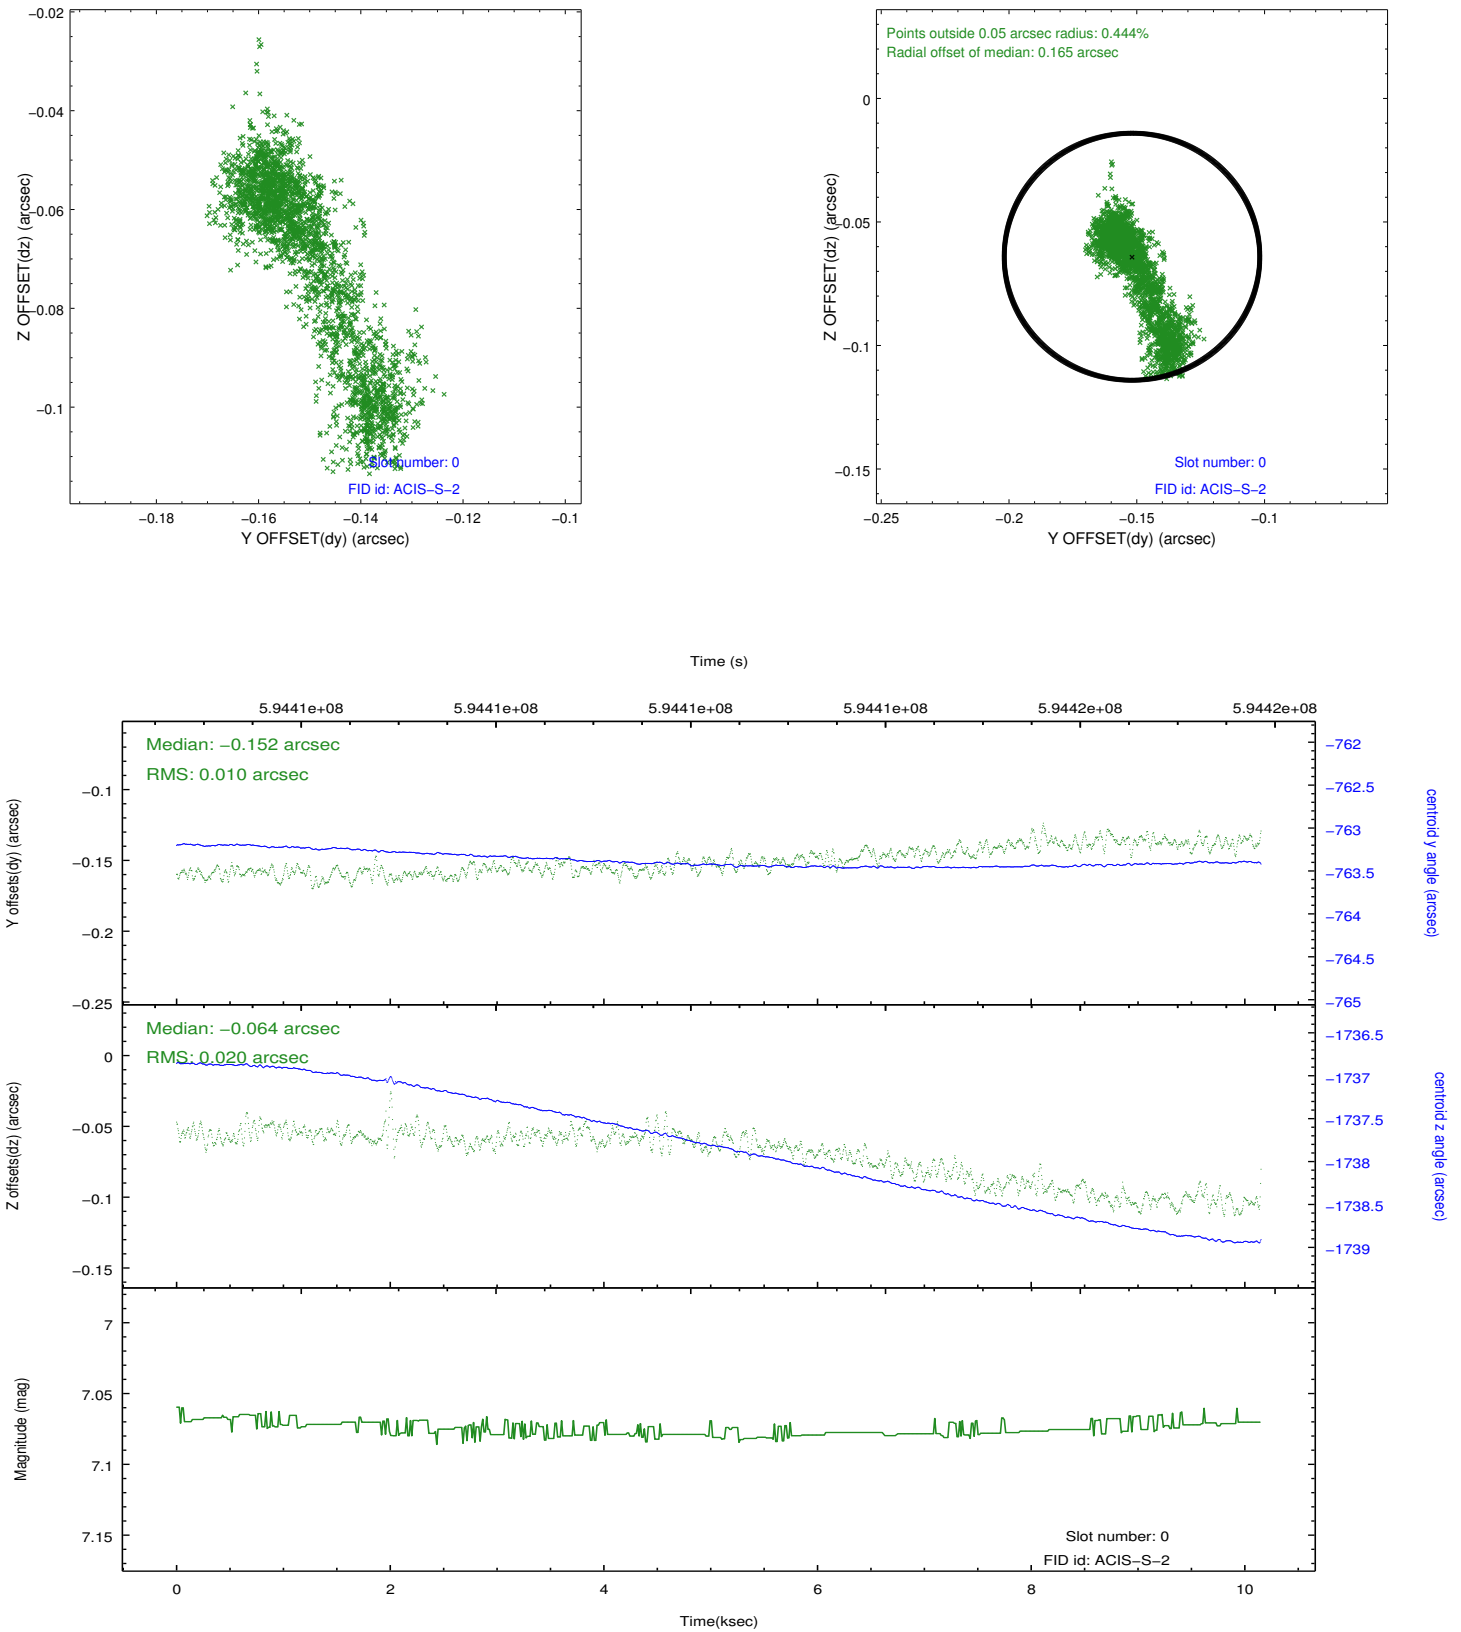 −0.02
−0.04
−0.06
−0.08
−0.1
Z OFFSET(dz) (arcsec)
Slot number: 0
FID id: ACIS−S−2
−0.18
−0.16
−0.14
−0.12
−0.1
Y OFFSET(dy) (arcsec)
Points outside 0.05 arcsec radius: 0.444%
Radial offset of median: 0.165 arcsec
0
−0.05
−0.1
−0.15
Z OFFSET(dz) (arcsec)
Slot number: 0
FID id: ACIS−S−2
−0.25
−0.2
−0.15
−0.1
Y OFFSET(dy) (arcsec)
Time (s)
5.9441e+08 5.9441e+08 5.9441e+08 5.9441e+08 5.9442e+08 5.9442e+08
Median: −0.152 arcsec
RMS: 0.010 arcsec
−0.1
−0.15
−0.2
−0.25
Y offsets(dy) (arcsec)
−762
−762.5
−763
−763.5
−764
−764.5
−765
centroid y angle (arcsec)
Median: −0.064 arcsec
RMS: 0.020 arcsec
0
−0.05
−0.1
−0.15
Z offsets(dz) (arcsec)
−1736.5
−1737
−1737.5
−1738
−1738.5
−1739
centroid z angle (arcsec)
7
7.05
7.1
7.15
Magnitude (mag)
Slot number: 0
FID id: ACIS−S−2
0 2 4 6 8 10
Time(ksec)